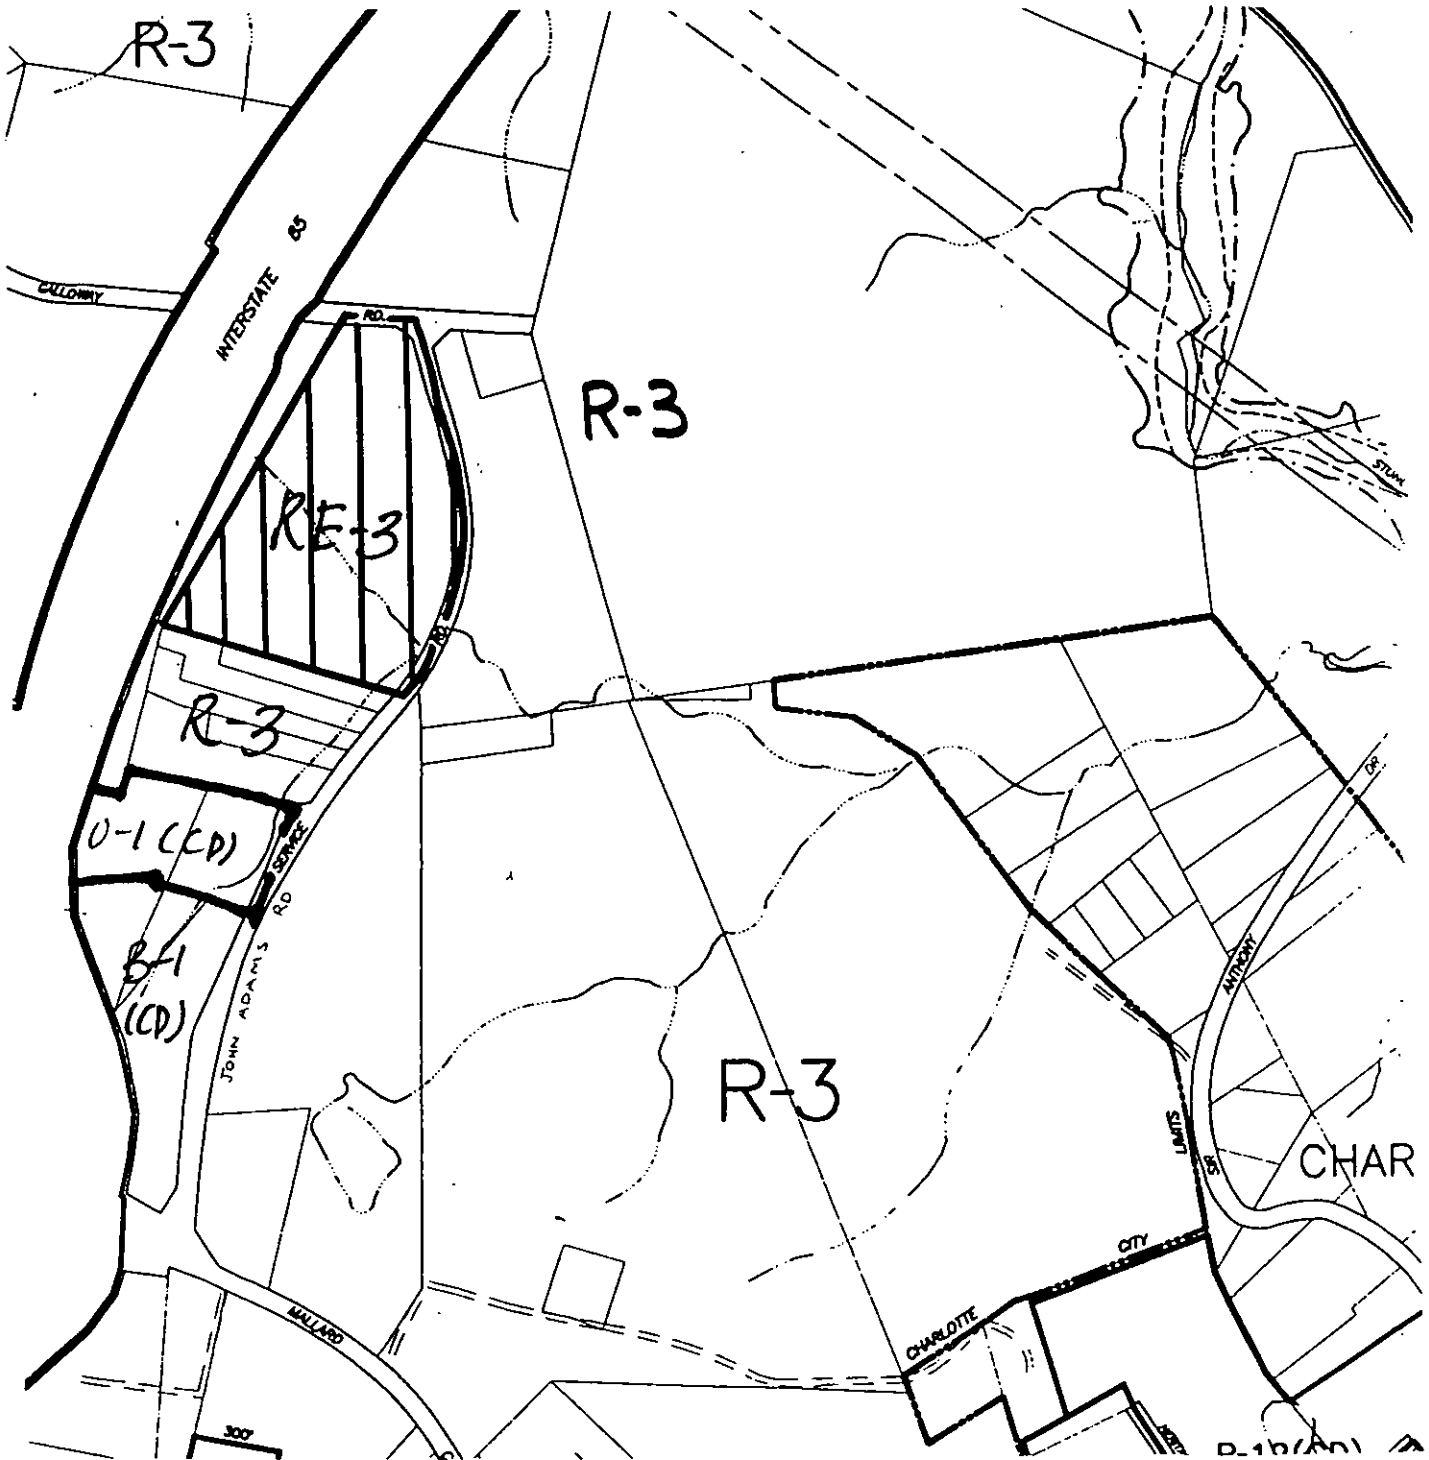 R-3
85
INTERSTATE
GALLOWAY
RD.
R-3
RE-3
STUM
RD.
R-3
DR
O-1 (CD)
SERVICE
RD
JOHN ADAMS
B-1
(CD)
ANTHONY
R-3
LIMITS
SIR
CHAR
CITY
CHARLOTTE
MALLARD
300'